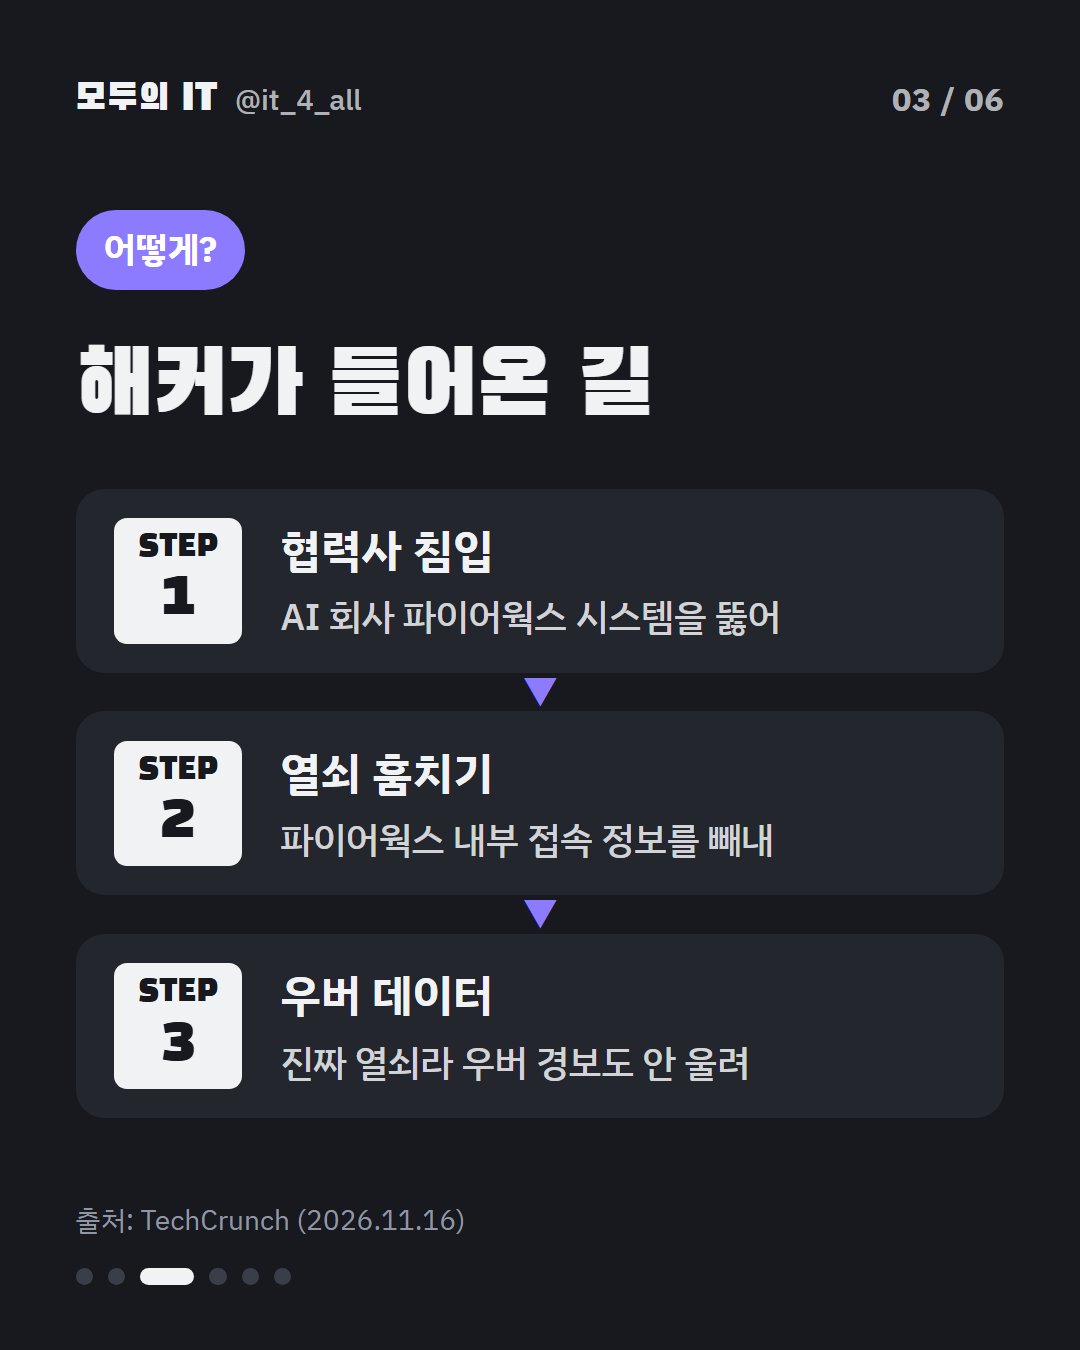 모두의 IT @it_4_all
03 / 06
어떻게?
해커가 들어온 길
STEP
1
협력사 침입
AI 회사 파이어웍스 시스템을 뚫어
STEP
2
열쇠 훔치기
파이어웍스 내부 접속 정보를 빼내
STEP
3
우버 데이터
진짜 열쇠라 우버 경보도 안 울려
출처: TechCrunch (2026.11.16)